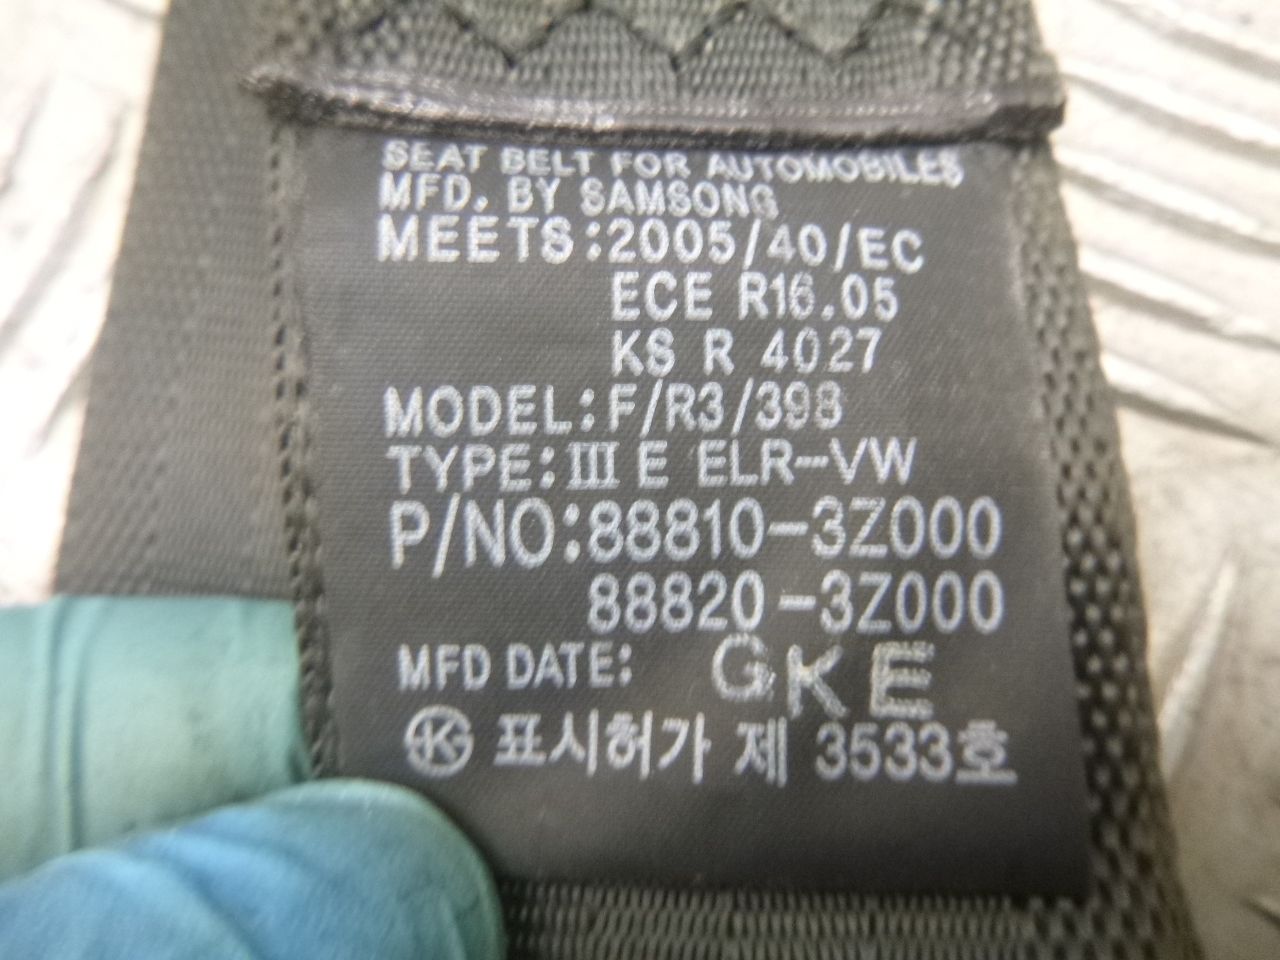 SEAT BELT FOR AUTOMOBILES
MFD. BY SAMSONG
MEETS:2005/40/EC
ECE R16.05
KS R 4027
MODEL:F/R3/398
TYPE:Ⅲ E ELR-VW
P/NO:88810-3Z000
88820-3Z000
MFD DATE: GKE
㉿ 표시허가 제 3533호